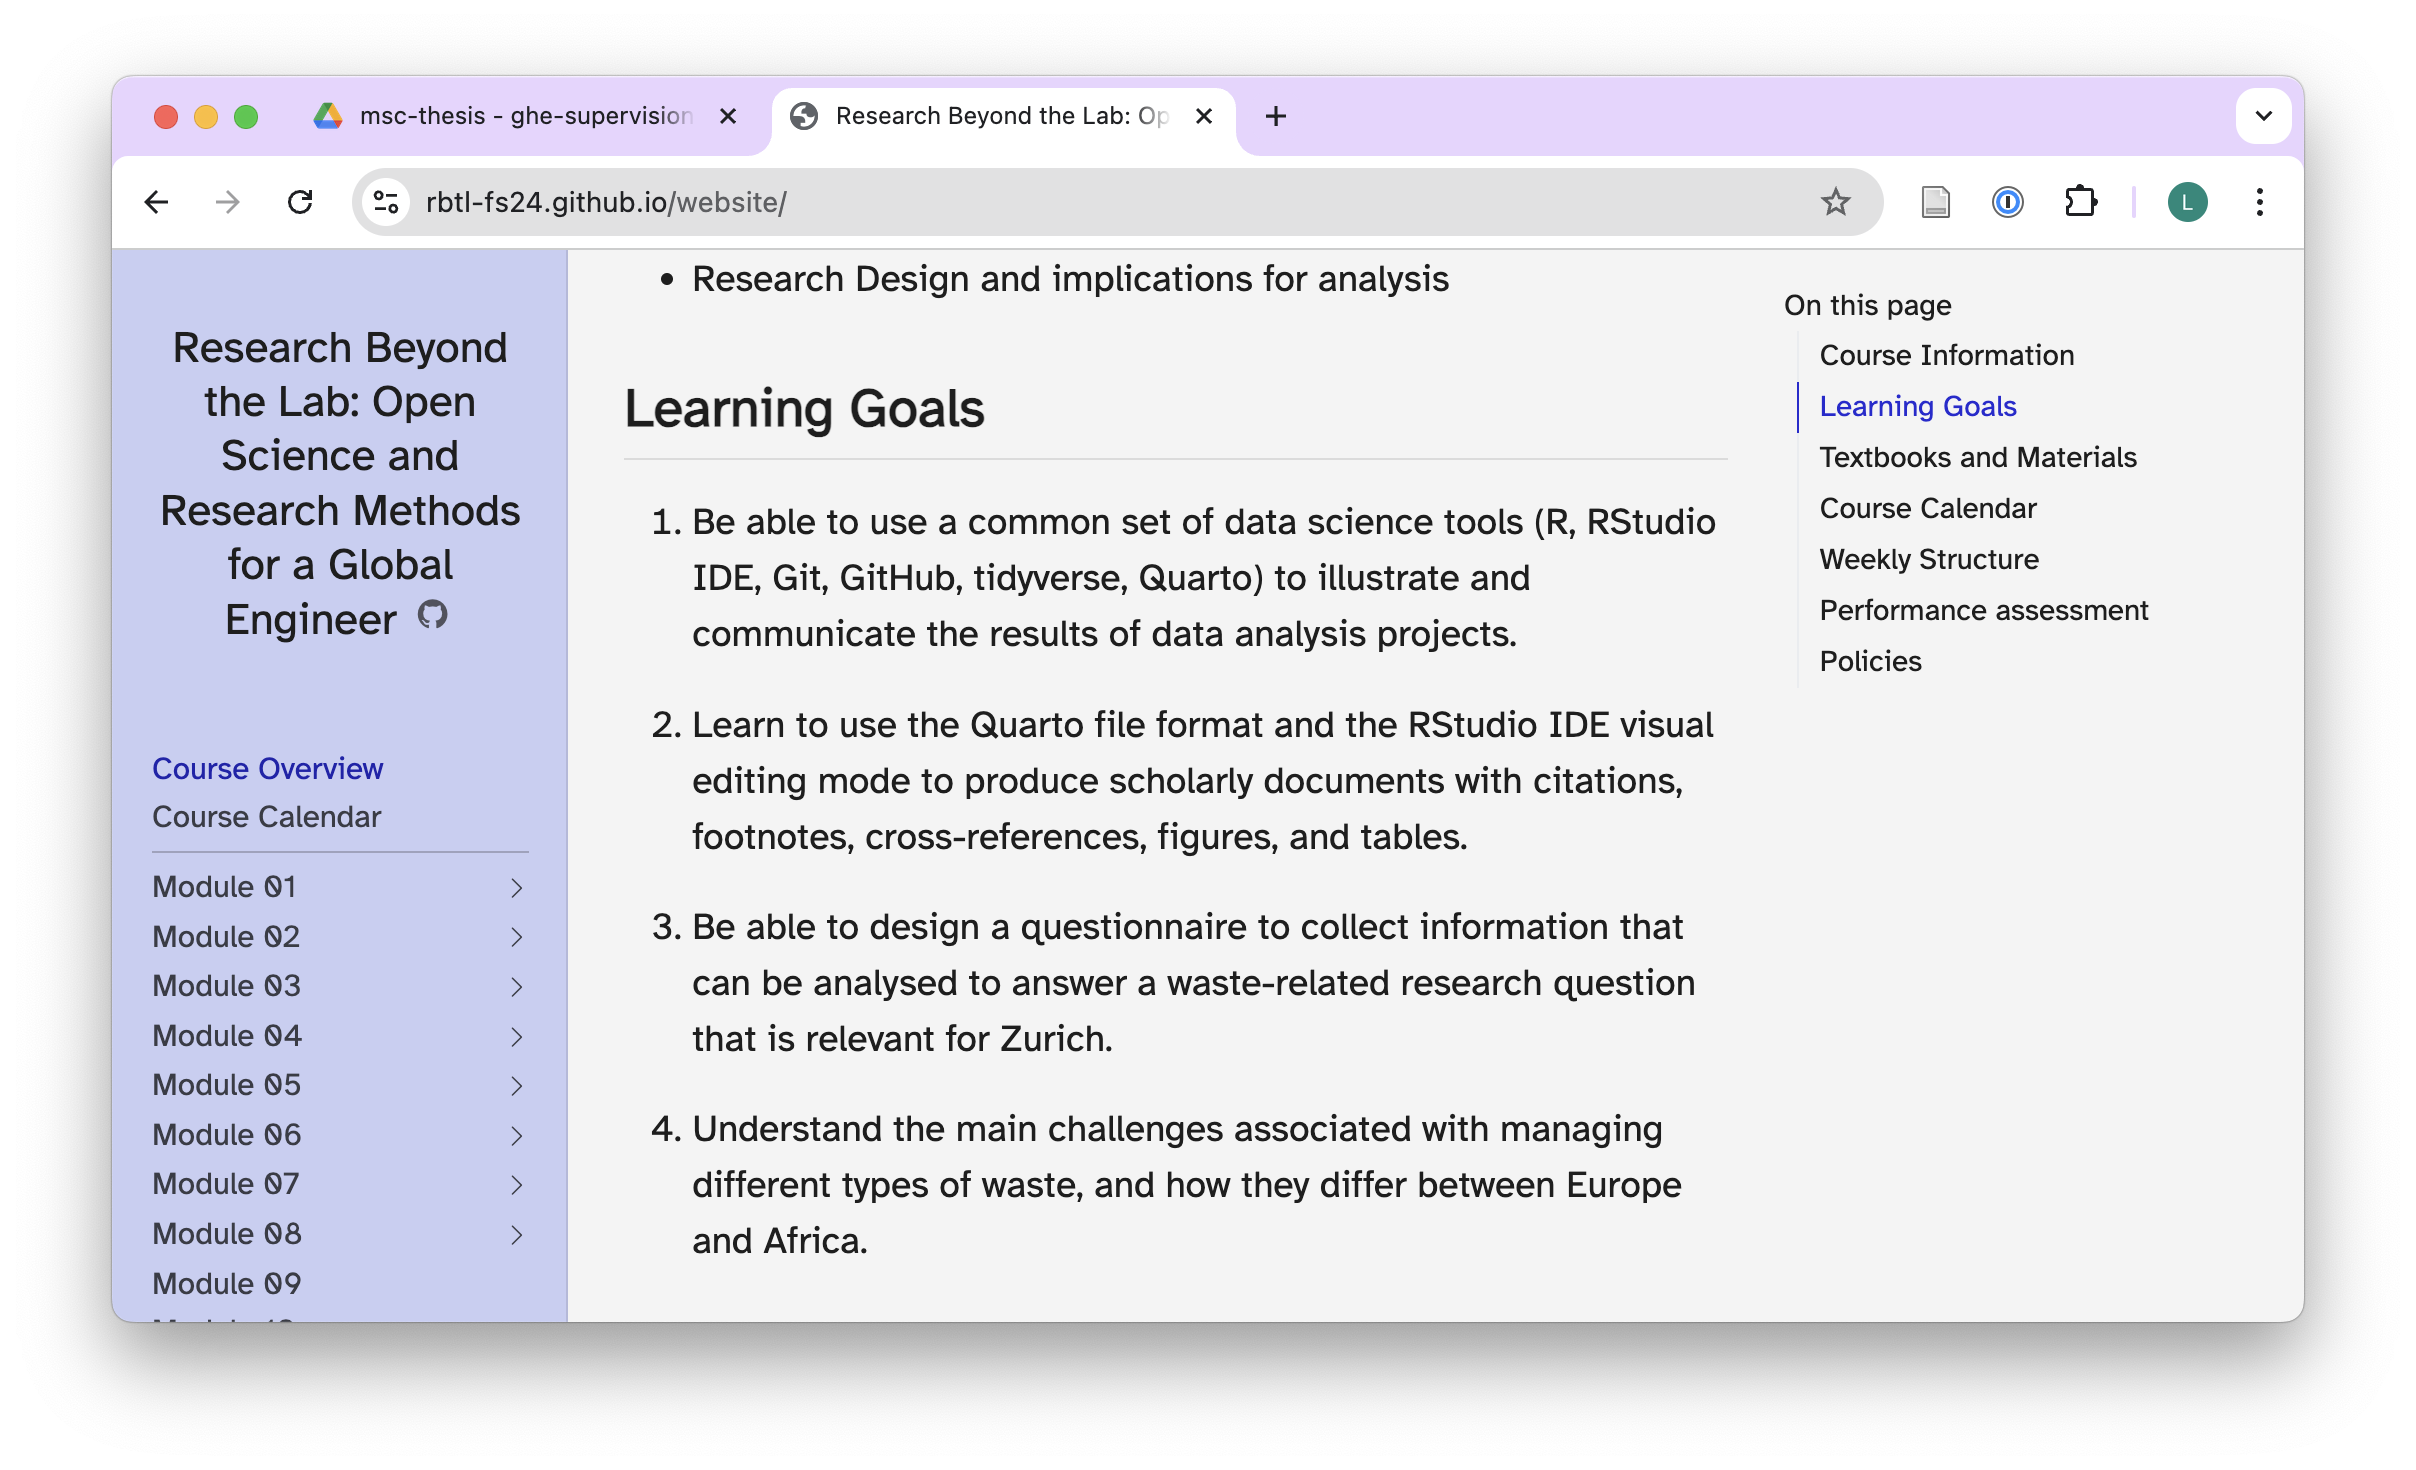 msc-thesis - ghe-supervision
Research Beyond the Lab: Op
rbtl-fs24.github.io/website/
L
Research Beyond
the Lab: Open
Science and
Research Methods
for a Global
Engineer
Course Overview
Course Calendar
Module 01
Module 02
Module 03
Module 04
Module 05
Module 06
Module 07
Module 08
Module 09
• Research Design and implications for analysis
Learning Goals
1. Be able to use a common set of data science tools (R, RStudio
IDE, Git, GitHub, tidyverse, Quarto) to illustrate and
communicate the results of data analysis projects.
2. Learn to use the Quarto file format and the RStudio IDE visual
editing mode to produce scholarly documents with citations,
footnotes, cross-references, figures, and tables.
3. Be able to design a questionnaire to collect information that
can be analysed to answer a waste-related research question
that is relevant for Zurich.
4. Understand the main challenges associated with managing
different types of waste, and how they differ between Europe
and Africa.
On this page
Course Information
Learning Goals
Textbooks and Materials
Course Calendar
Weekly Structure
Performance assessment
Policies